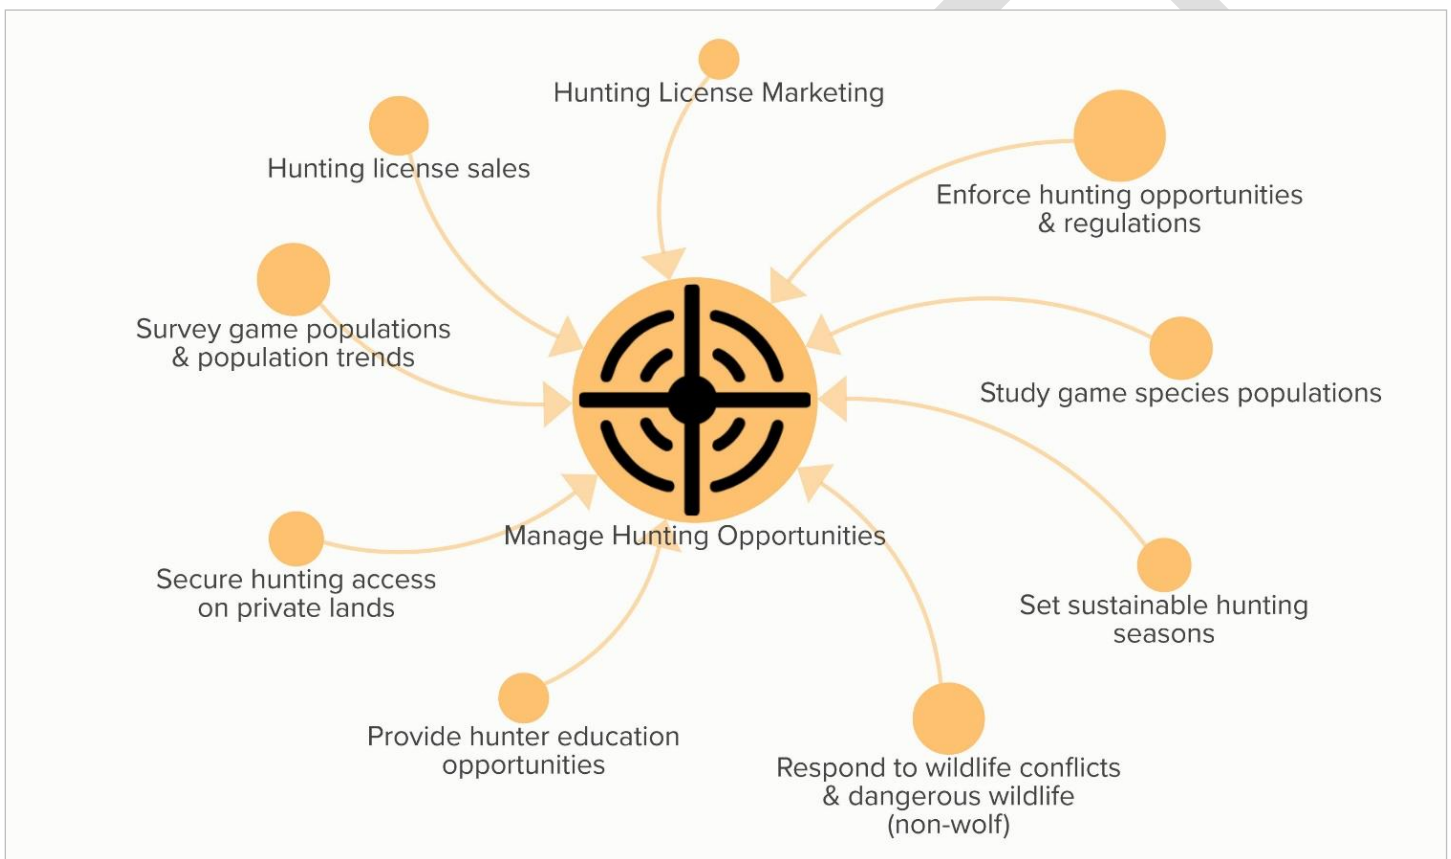 Hunting License Marketing
Hunting license sales
Enforce hunting opportunities
& regulations
Survey game populations
& population trends
Study game species populations
Manage Hunting Opportunities
Secure hunting access
on private lands
Set sustainable hunting
seasons
Provide hunter education
opportunities
Respond to wildlife conflicts
& dangerous wildlife
(non-wolf)